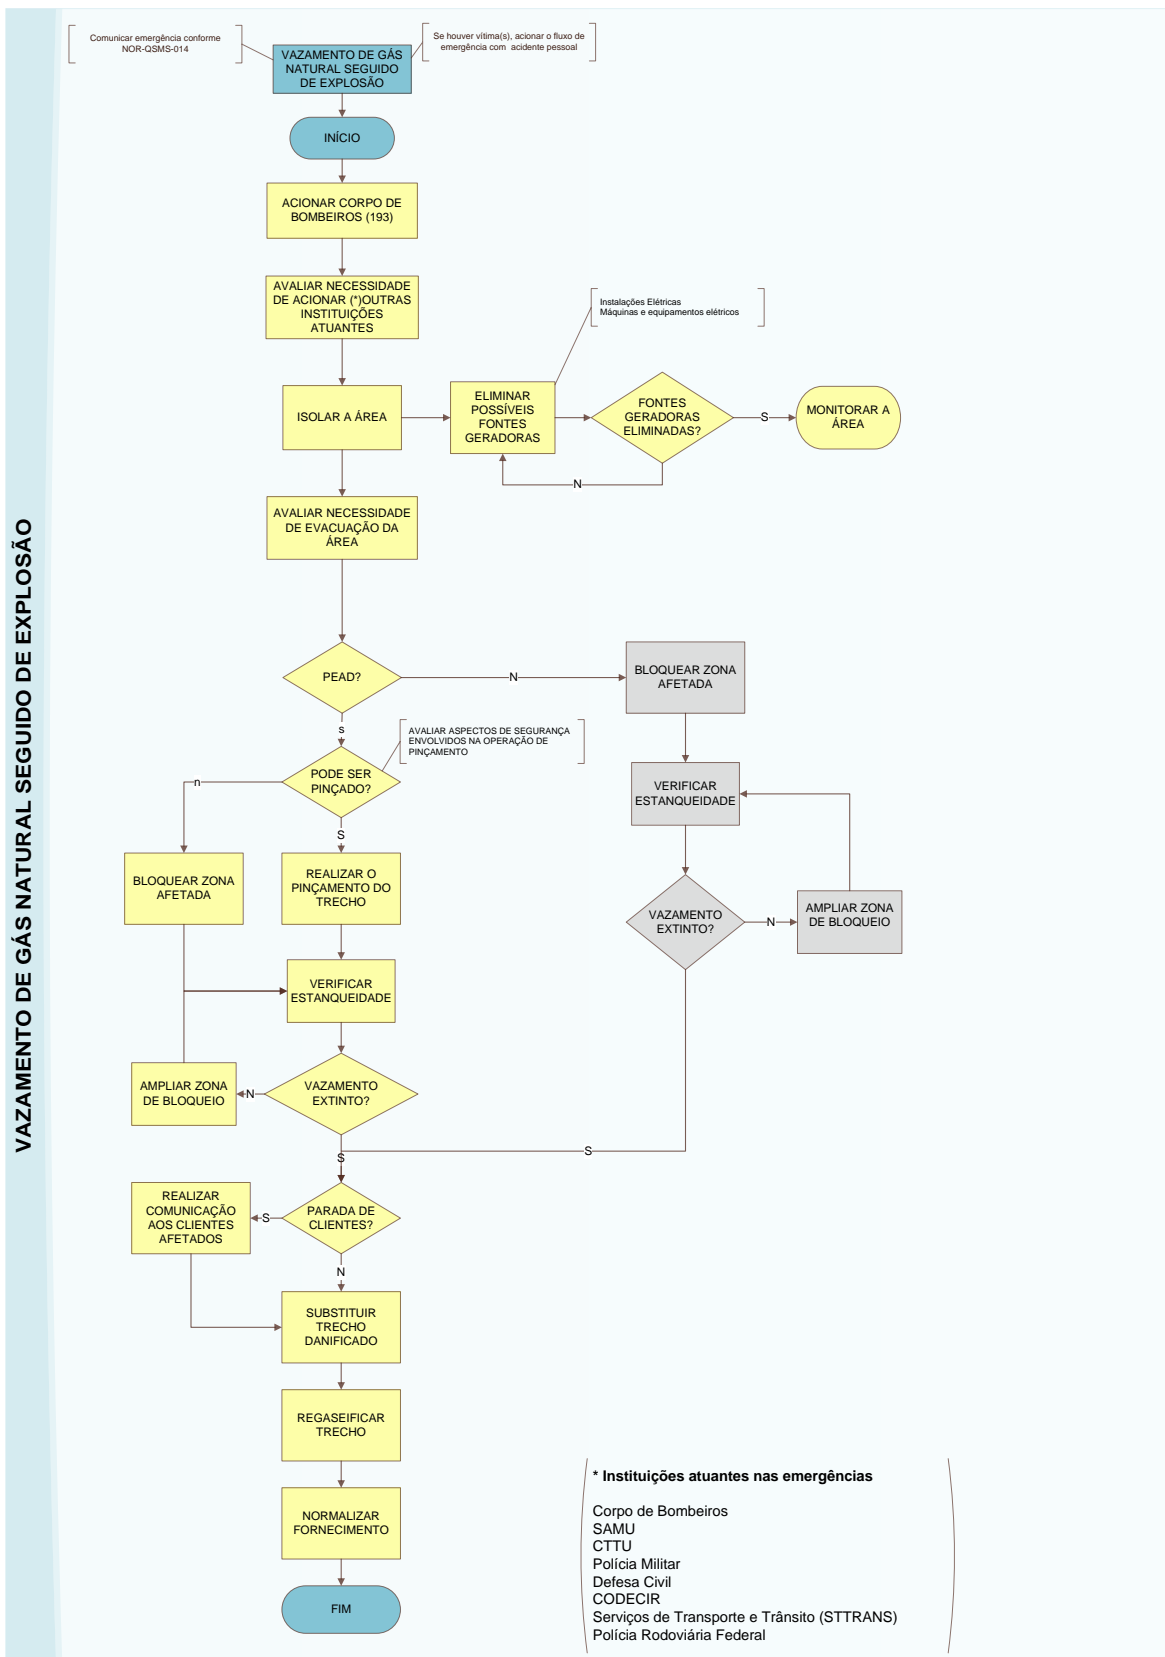 VAZAMENTO DE GÁS NATURAL SEGUIDO DE EXPLOSÃO
Comunicar emergência conforme
NOR-QSMS-014
Se houver vítima(s), acionar o fluxo de
emergência com acidente pessoal
VAZAMENTO DE GÁS
NATURAL SEGUIDO
DE EXPLOSÃO
INÍCIO
ACIONAR CORPO DE
BOMBEIROS (193)
AVALIAR NECESSIDADE
DE ACIONAR (*)OUTRAS
INSTITUIÇÕES
ATUANTES
Instalações Elétricas
Máquinas e equipamentos elétricos
ISOLAR A ÁREA
ELIMINAR
POSSÍVEIS
FONTES
GERADORAS
FONTES
GERADORAS
ELIMINADAS?
S
MONITORAR A
ÁREA
N
AVALIAR NECESSIDADE
DE EVACUAÇÃO DA
ÁREA
PEAD?
N
BLOQUEAR ZONA
AFETADA
s
AVALIAR ASPECTOS DE SEGURANÇA
ENVOLVIDOS NA OPERAÇÃO DE
PINÇAMENTO
PODE SER
PINÇADO?
n
S
VERIFICAR
ESTANQUEIDADE
BLOQUEAR ZONA
AFETADA
REALIZAR O
PINÇAMENTO DO
TRECHO
VAZAMENTO
EXTINTO?
N
AMPLIAR ZONA
DE BLOQUEIO
VERIFICAR
ESTANQUEIDADE
AMPLIAR ZONA
DE BLOQUEIO
N
VAZAMENTO
EXTINTO?
S
S
REALIZAR
COMUNICAÇÃO
AOS CLIENTES
AFETADOS
S
PARADA DE
CLIENTES?
N
SUBSTITUIR
TRECHO
DANIFICADO
REGASEIFICAR
TRECHO
NORMALIZAR
FORNECIMENTO
FIM
* Instituições atuantes nas emergências
Corpo de Bombeiros
SAMU
CTTU
Polícia Militar
Defesa Civil
CODECIR
Serviços de Transporte e Trânsito (STTRANS)
Polícia Rodoviária Federal